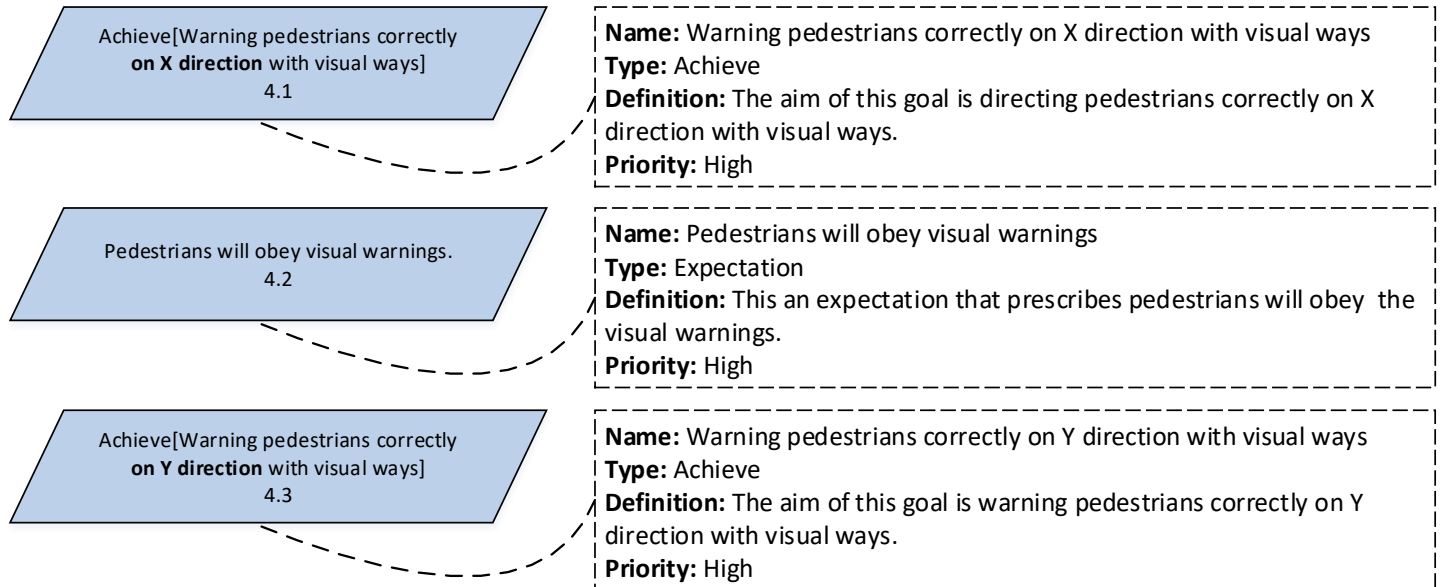 Achieve[Warning pedestrians correctly
on X direction with visual ways]
4.1
Name: Warning pedestrians correctly on X direction with visual ways
Type: Achieve
Definition: The aim of this goal is directing pedestrians correctly on X
direction with visual ways.
Priority: High
Pedestrians will obey visual warnings.
4.2
Name: Pedestrians will obey visual warnings
Type: Expectation
Definition: This an expectation that prescribes pedestrians will obey the
visual warnings.
Priority: High
Achieve[Warning pedestrians correctly
on Y direction with visual ways]
4.3
Name: Warning pedestrians correctly on Y direction with visual ways
Type: Achieve
Definition: The aim of this goal is warning pedestrians correctly on Y
direction with visual ways.
Priority: High